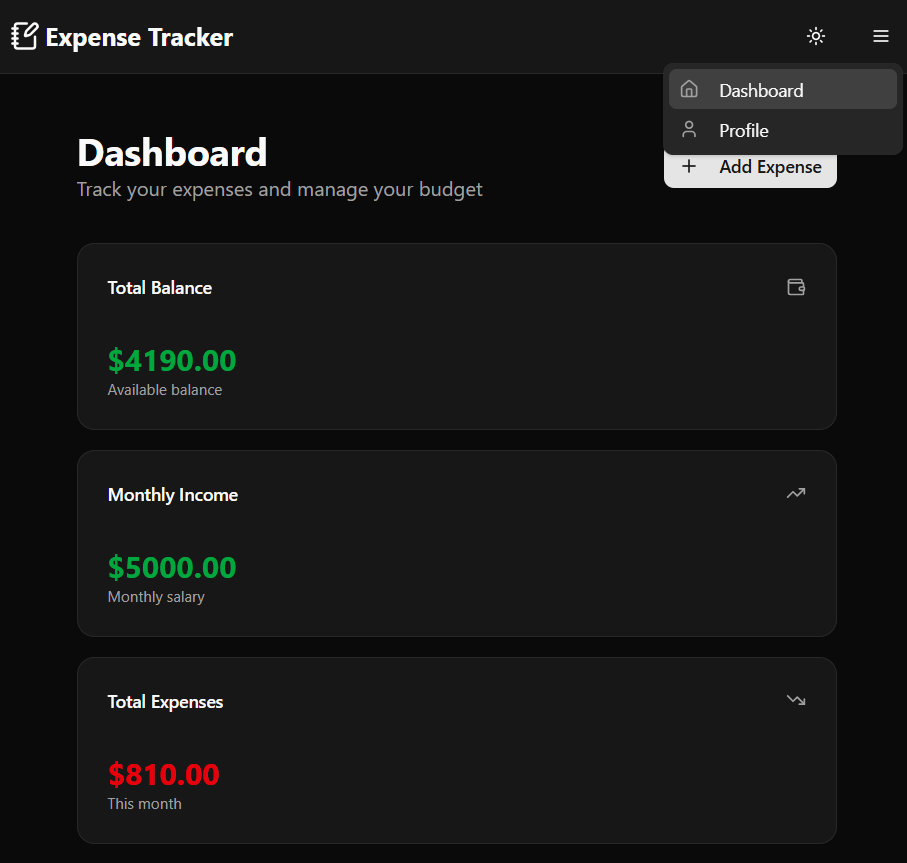 Expense Tracker
Dashboard
Profile
Dashboard
Track your expenses and manage your budget
Add Expense
Total Balance
$4190.00
Available balance
Monthly Income
$5000.00
Monthly salary
Total Expenses
$810.00
This month